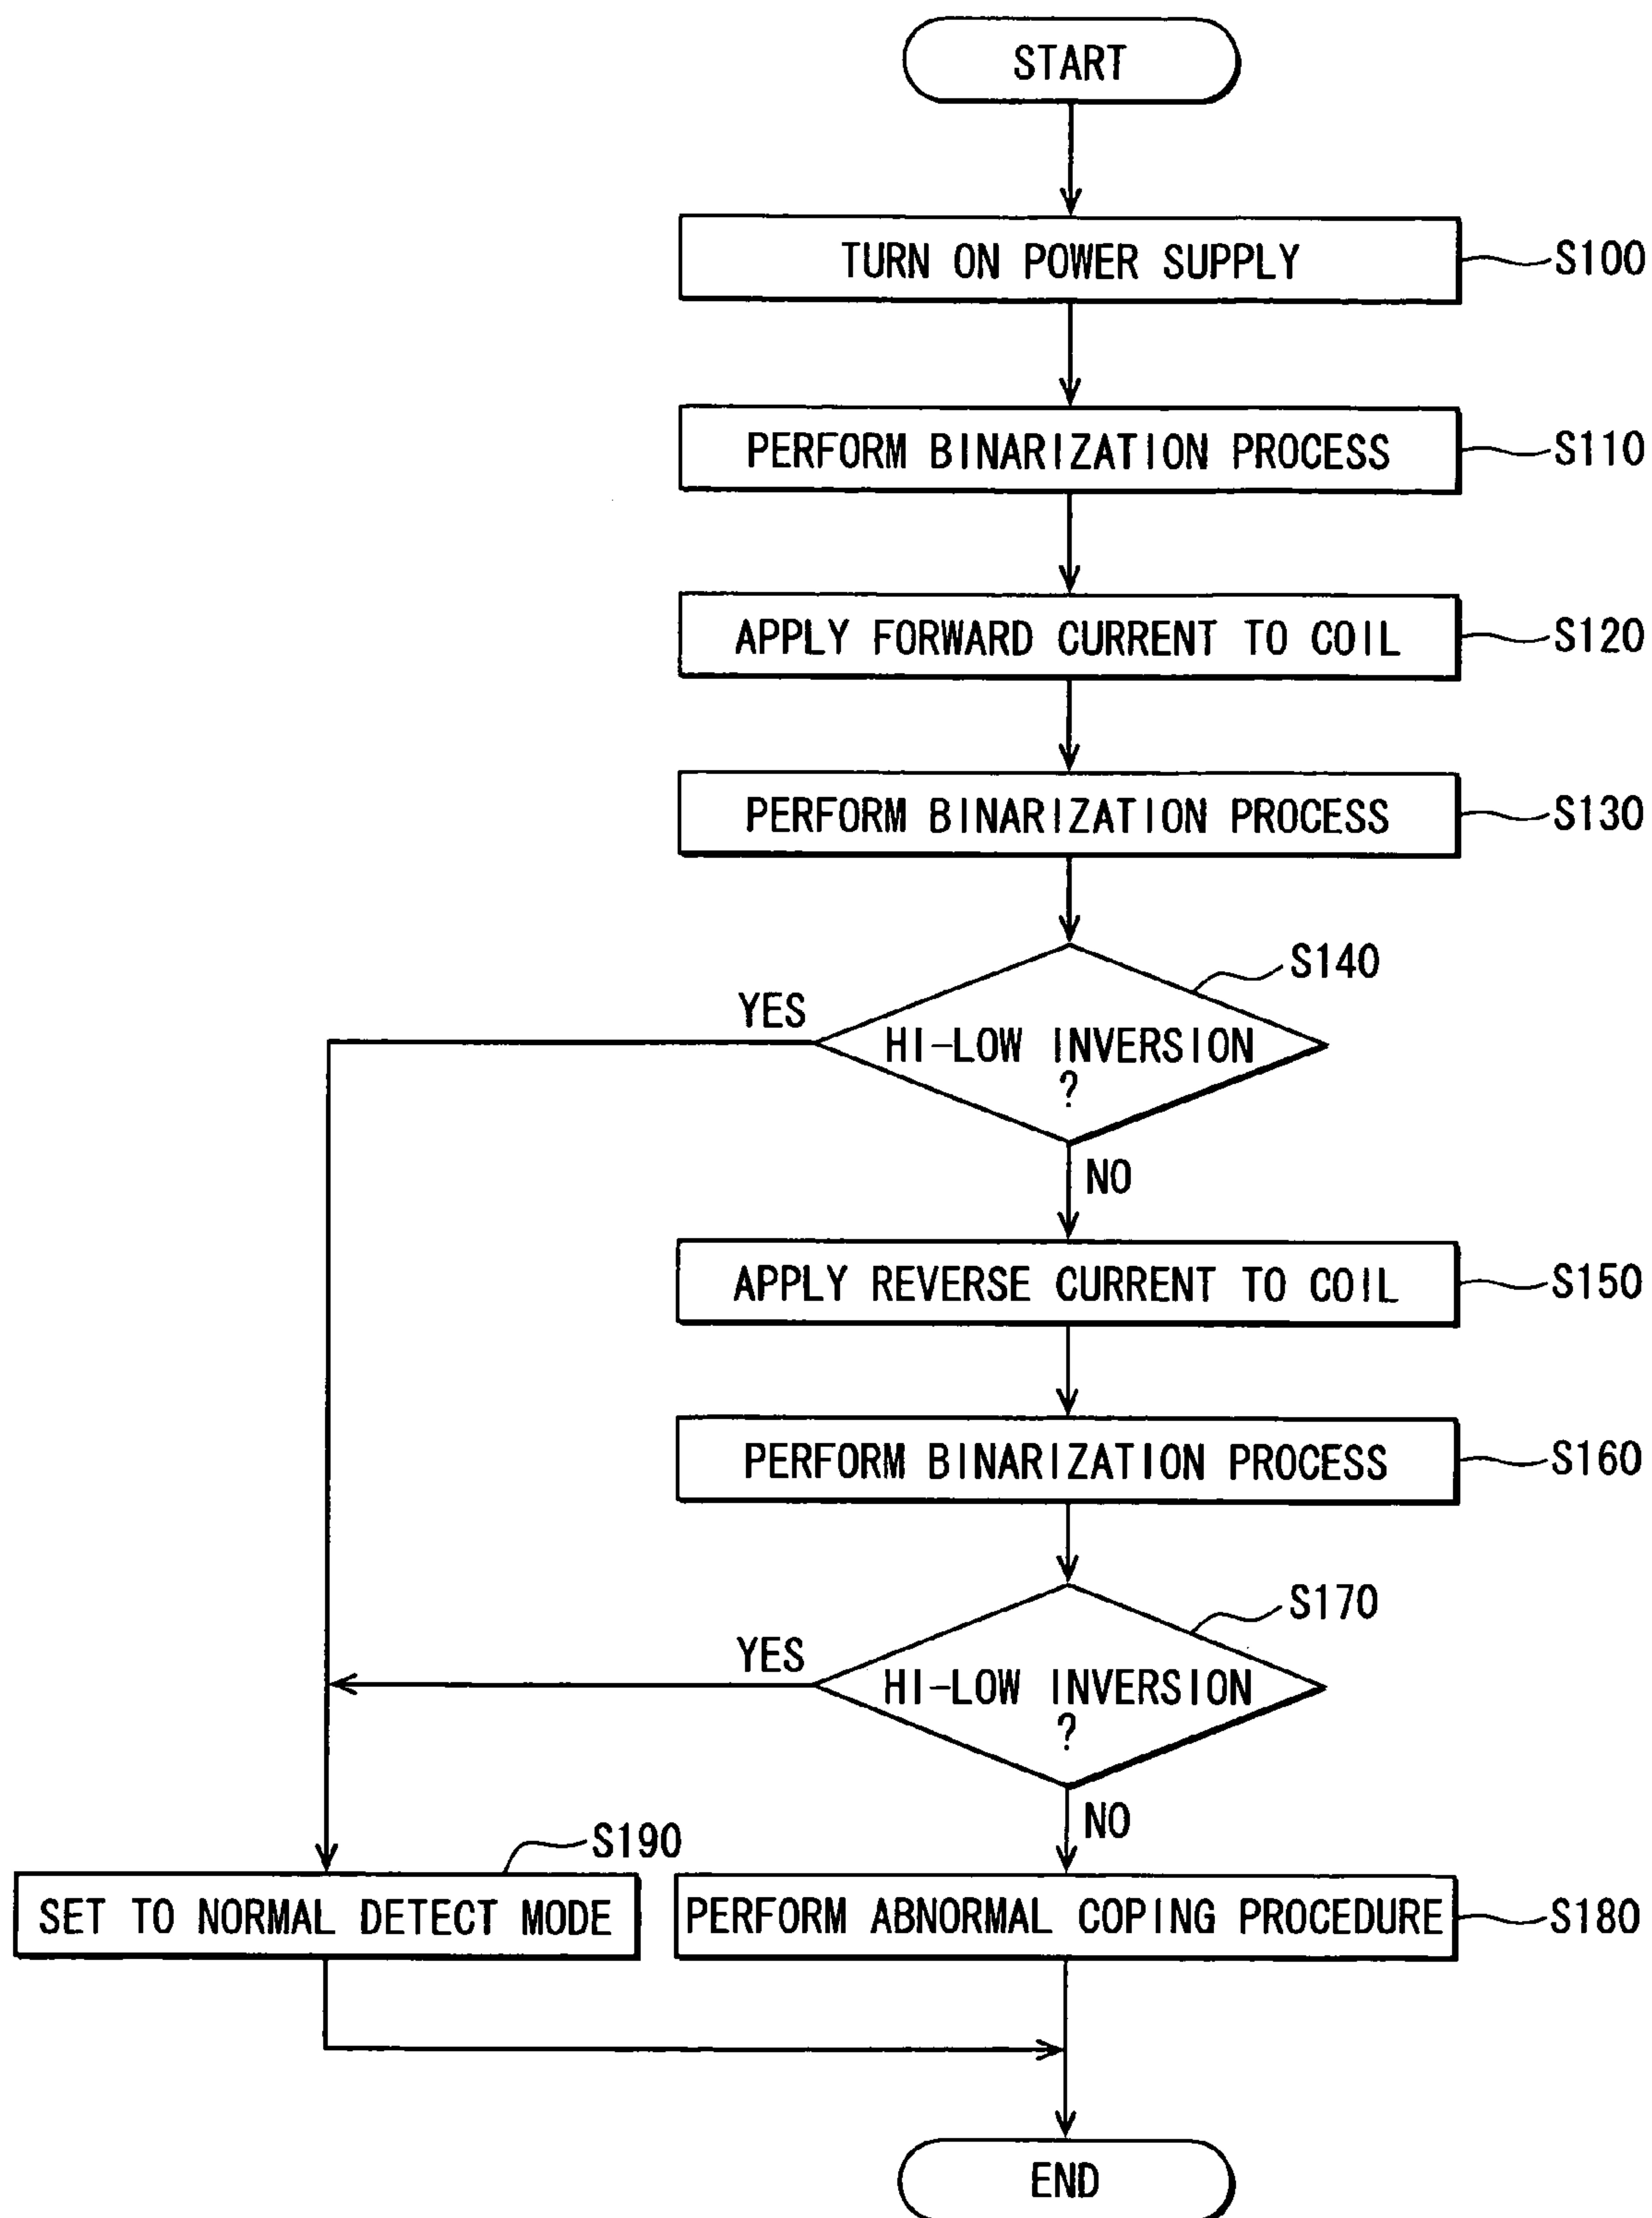 START
TURN ON POWER SUPPLY
S100
PERFORM BINARIZATION PROCESS
S110
APPLY FORWARD CURRENT TO COIL
S120
PERFORM BINARIZATION PROCESS
S130
S140
YES
HI-LOW INVERSION
?
NO
APPLY REVERSE CURRENT TO COIL
S150
PERFORM BINARIZATION PROCESS
S160
S170
YES
HI-LOW INVERSION
?
NO
S190
SET TO NORMAL DETECT MODE
PERFORM ABNORMAL COPING PROCEDURE
S180
END